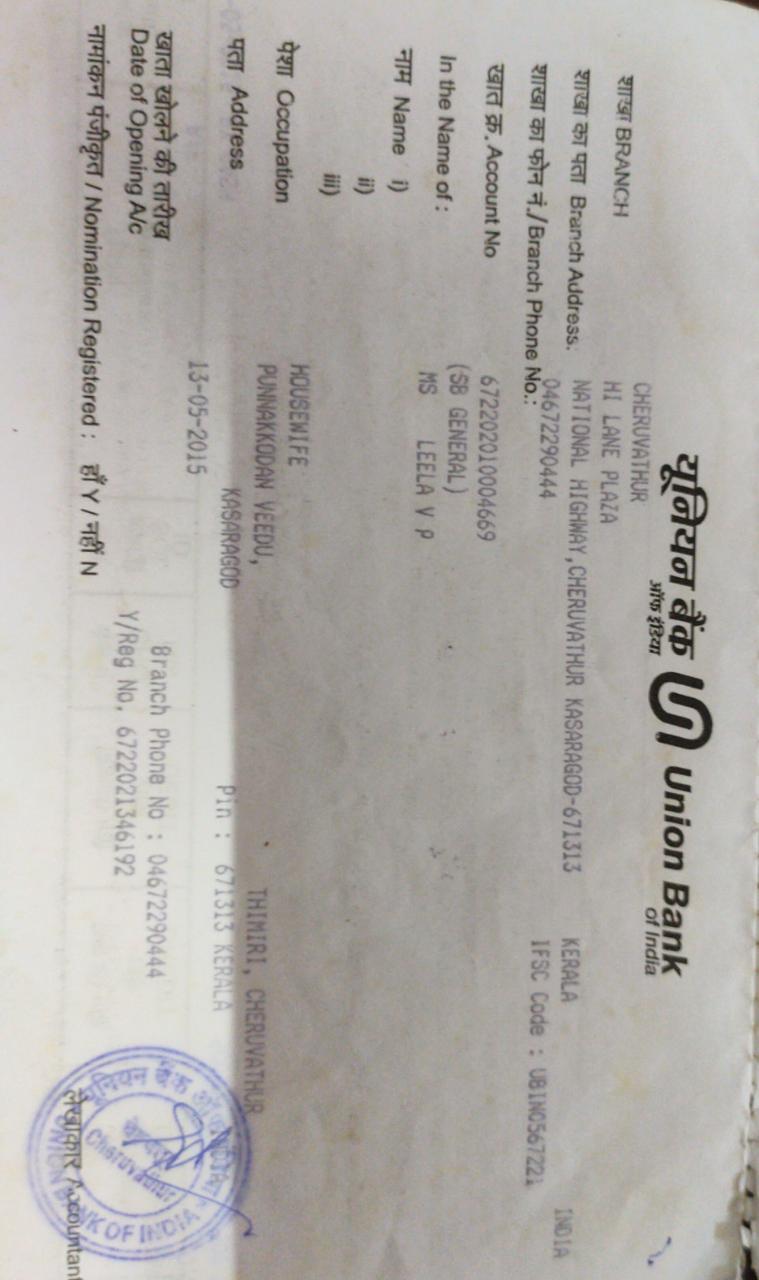 यूनियन बैंक Union Bank
ऑफ इंडिया of India
शाखा BRANCH CHERUVATHUR
HI LANE PLAZA
शाखा का पता Branch Address: NATIONAL HIGHWAY,CHERUVATHUR KASARAGOD-671313 KERALA INDIA
शाखा का फोन नं./Branch Phone No.: 04672290444 IFSC Code : UBIN0567221
खात क्र. Account No 672202010004669
In the Name of : (SB GENERAL)
नाम Name i) MS LEELA V P
ii)
iii)
पेशा Occupation HOUSEWIFE
पता Address PUNNAKKODAN VEEDU, THIMIRI, CHERUVATHUR
KASARAGOD Pin : 671313 KERALA
खाता खोलने की तारीख 13-05-2015
Date of Opening A/c Branch Phone No : 04672290444
Y/Reg No. 6722021346192
नामांकन पंजीकृत / Nomination Registered : हाँ Y / नहीं N
लेखाकार Accountant
यूनियन बैंक
Cheruvathur
UNION BANK OF INDIA